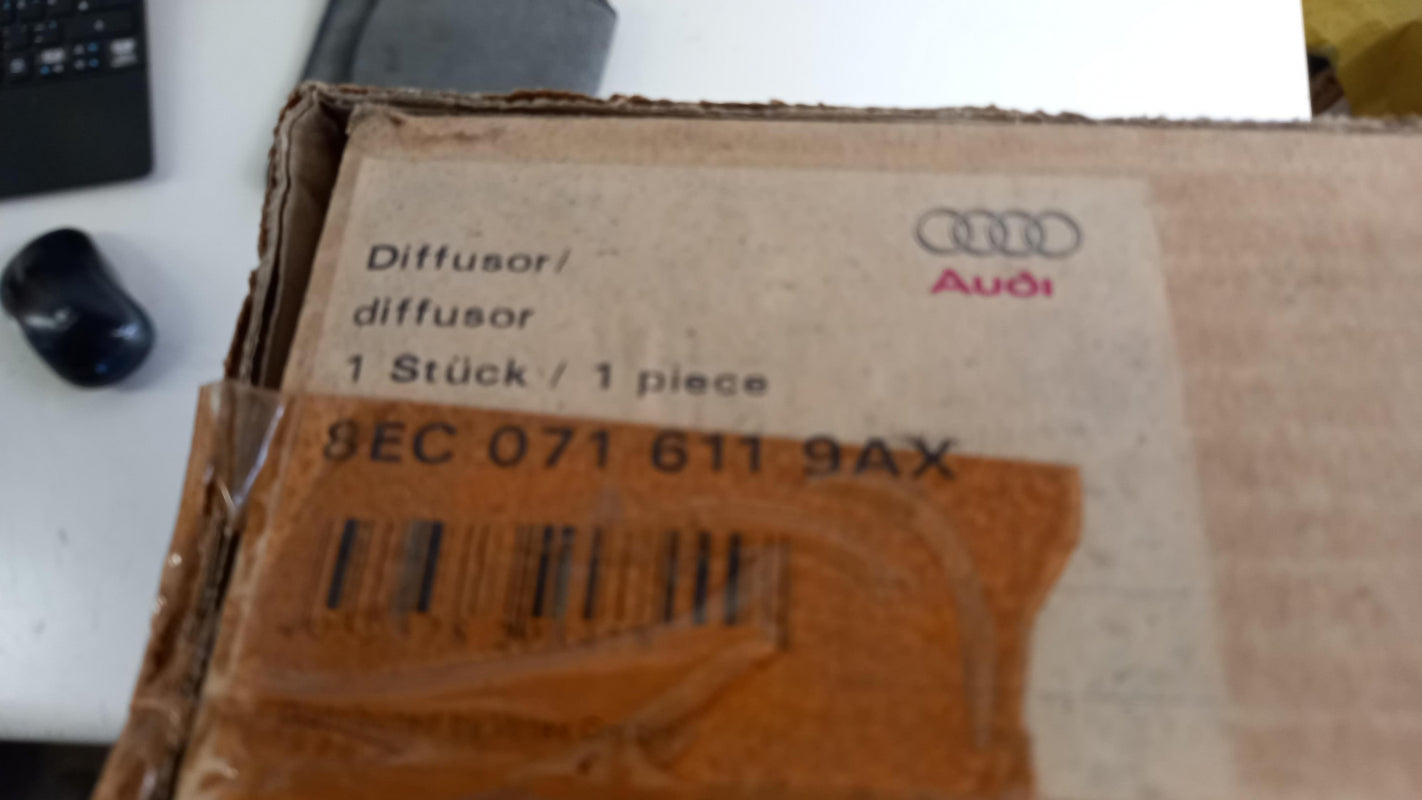 Diffusor/
diffusor
1 Stück / 1 piece
8EC 071 611 9AX
Audi